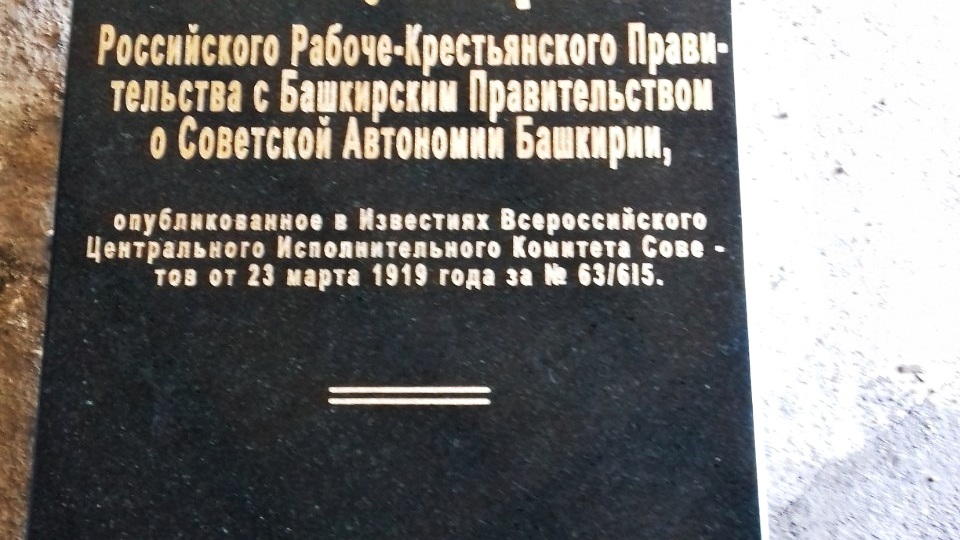 Российского Рабоче-Крестьянского Прави-
тельства с Башкирским Правительством
о Советской Автономии Башкирии,
опубликованное в Известиях Всероссийского
Центрального Исполнительного Комитета Сове -
тов от 23 марта 1919 года за № 63/615.